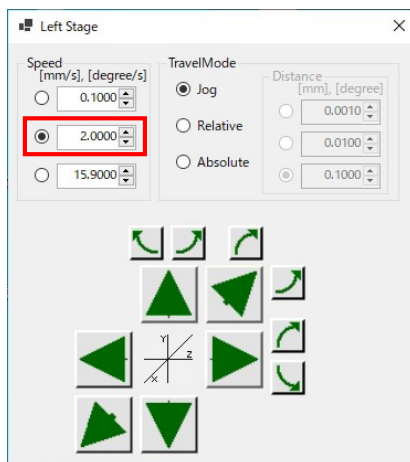 Left Stage
Speed
[mm/s], [degree/s]
0.1000
2.0000
15.9000
TravelMode
Jog
Relative
Absolute
Distance
[mm], [degree]
0.0010
0.0100
0.1000
Y
Z
X